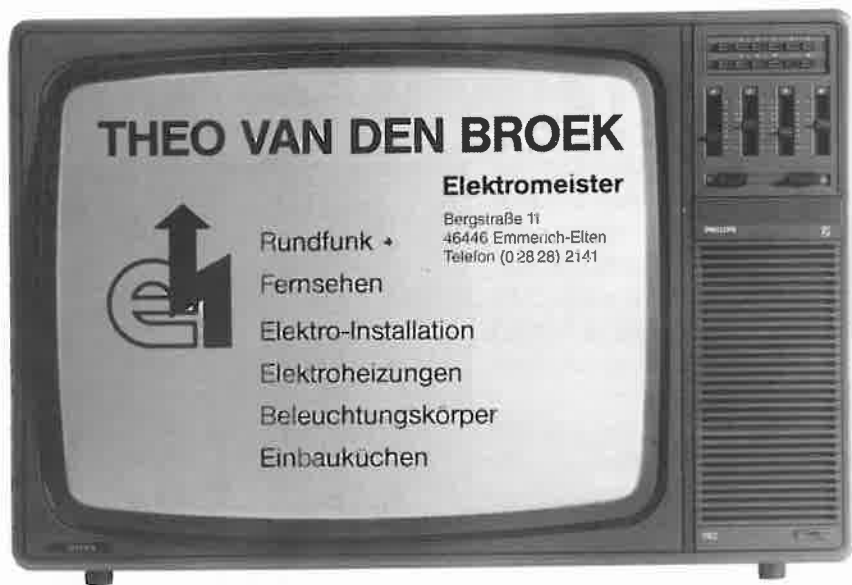 THEO VAN DEN BROEK
Elektromeister
Bergstraße 11
46446 Emmerich-Elten
Telefon (0 28 28) 2141
Rundfunk +
Fernsehen
Elektro-Installation
Elektroheizungen
Beleuchtungskörper
Einbauküchen
PHILIPS